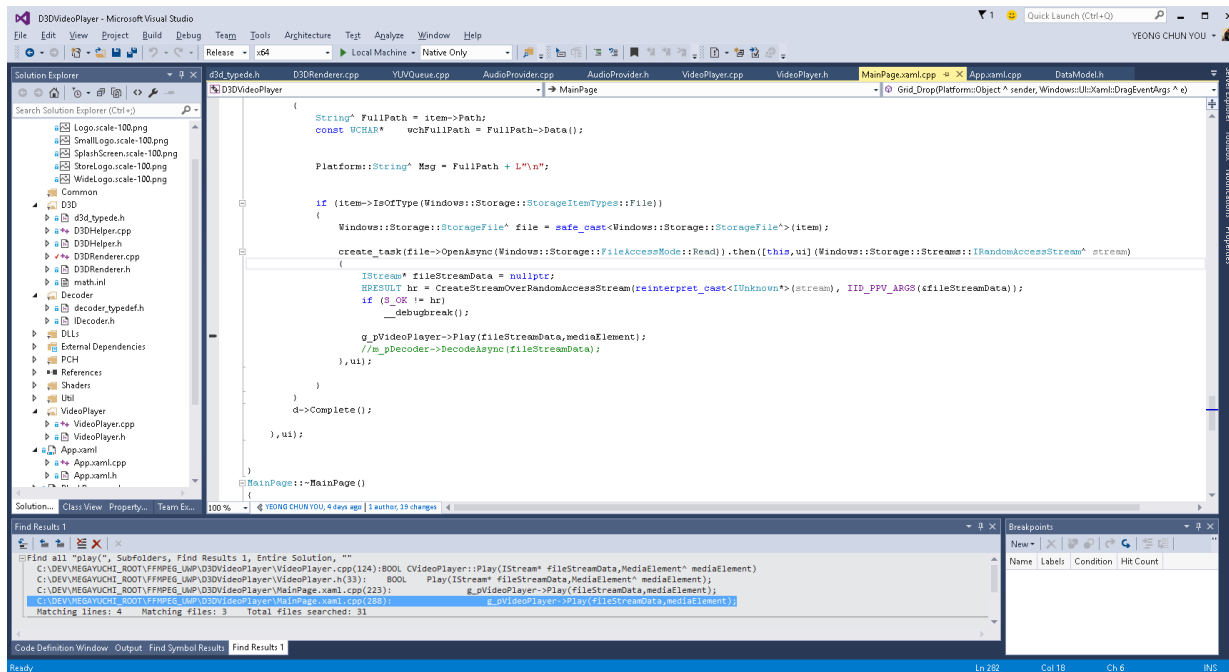 D3DVideoPlayer - Microsoft Visual Studio
1
Quick Launch (Ctrl+Q)
File Edit View Project Build Debug Team Tools Architecture Test Analyze Window Help
YEONG CHUN YOU
Release x64 Local Machine Native Only
Solution Explorer
d3d_typede.h D3DRenderer.cpp YUVQueue.cpp AudioProvider.cpp AudioProvider.h VideoPlayer.cpp VideoPlayer.h MainPage.xaml.cpp App.xaml.cpp DataModel.h
D3DVideoPlayer MainPage Grid_Drop(Platform::Object ^ sender, Windows::UI::Xaml::DragEventArgs ^ e)
Search Solution Explorer (Ctrl+;)
Logo.scale-100.png
SmallLogo.scale-100.png
SplashScreen.scale-100.png
StoreLogo.scale-100.png
WideLogo.scale-100.png
Common
D3D
d3d_typede.h
D3DHelper.cpp
D3DHelper.h
D3DRenderer.cpp
D3DRenderer.h
math.inl
Decoder
decoder_typedef.h
IDecoder.h
DLLs
External Dependencies
PCH
References
Shaders
Util
VideoPlayer
VideoPlayer.cpp
VideoPlayer.h
App.xaml
App.xaml.cpp
App.xaml.h
Solution... Class View Property... Team Ex...
{
String^ FullPath = item->Path;
const WCHAR* wchFullPath = FullPath->Data();
Platform::String^ Msg = FullPath + L"\n";
if (item->IsOfType(Windows::Storage::StorageItemTypes::File))
{
Windows::Storage::StorageFile^ file = safe_cast<Windows::Storage::StorageFile^>(item);
create_task(file->OpenAsync(Windows::Storage::FileAccessMode::Read)).then([this,ui](Windows::Storage::Streams::IRandomAccessStream^ stream)
{
IStream* fileStreamData = nullptr;
HRESULT hr = CreateStreamOverRandomAccessStream(reinterpret_cast<IUnknown*>(stream), IID_PPV_ARGS(&fileStreamData));
if (S_OK != hr)
__debugbreak();
g_pVideoPlayer->Play(fileStreamData,mediaElement);
//m_pDecoder->DecodeAsync(fileStreamData);
},ui);
}
}
d->Complete();
},ui);
}
MainPage::~MainPage()
{
100 % YEONG CHUN YOU, 4 days ago | 1 author, 19 changes
Server Explorer Toolbox Notifications Properties
Find Results 1
Find all "play(", Subfolders, Find Results 1, Entire Solution, ""
C:\DEV\MEGAYUCHI_ROOT\FFMPEG_UWP\D3DVideoPlayer\VideoPlayer.cpp(124):BOOL CVideoPlayer::Play(IStream* fileStreamData,MediaElement^ mediaElement)
C:\DEV\MEGAYUCHI_ROOT\FFMPEG_UWP\D3DVideoPlayer\VideoPlayer.h(33): BOOL Play(IStream* fileStreamData,MediaElement^ mediaElement);
C:\DEV\MEGAYUCHI_ROOT\FFMPEG_UWP\D3DVideoPlayer\MainPage.xaml.cpp(223): g_pVideoPlayer->Play(fileStreamData,mediaElement);
C:\DEV\MEGAYUCHI_ROOT\FFMPEG_UWP\D3DVideoPlayer\MainPage.xaml.cpp(288): g_pVideoPlayer->Play(fileStreamData,mediaElement);
Matching lines: 4 Matching files: 3 Total files searched: 31
Code Definition Window Output Find Symbol Results Find Results 1
Breakpoints
New
Name Labels Condition Hit Count
Ready Ln 282 Col 18 Ch 6 INS